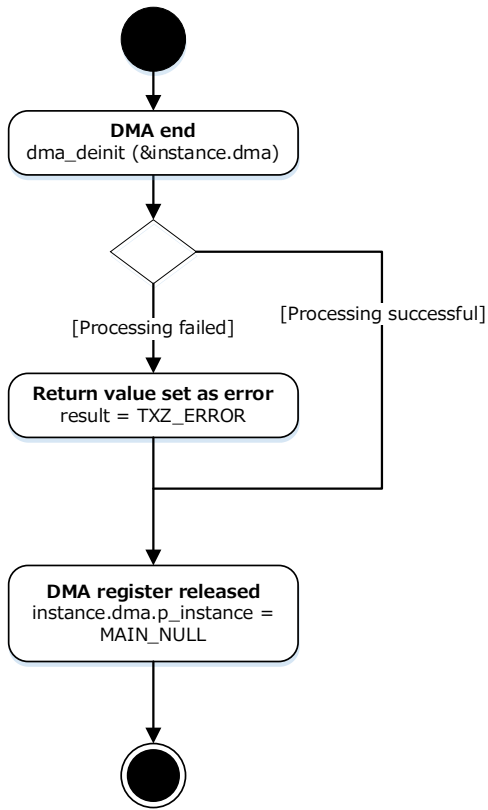 DMA end
dma_deinit (&instance.dma)
[Processing successful]
[Processing failed]
Return value set as error
result = TXZ_ERROR
DMA register released
instance.dma.p_instance =
MAIN_NULL